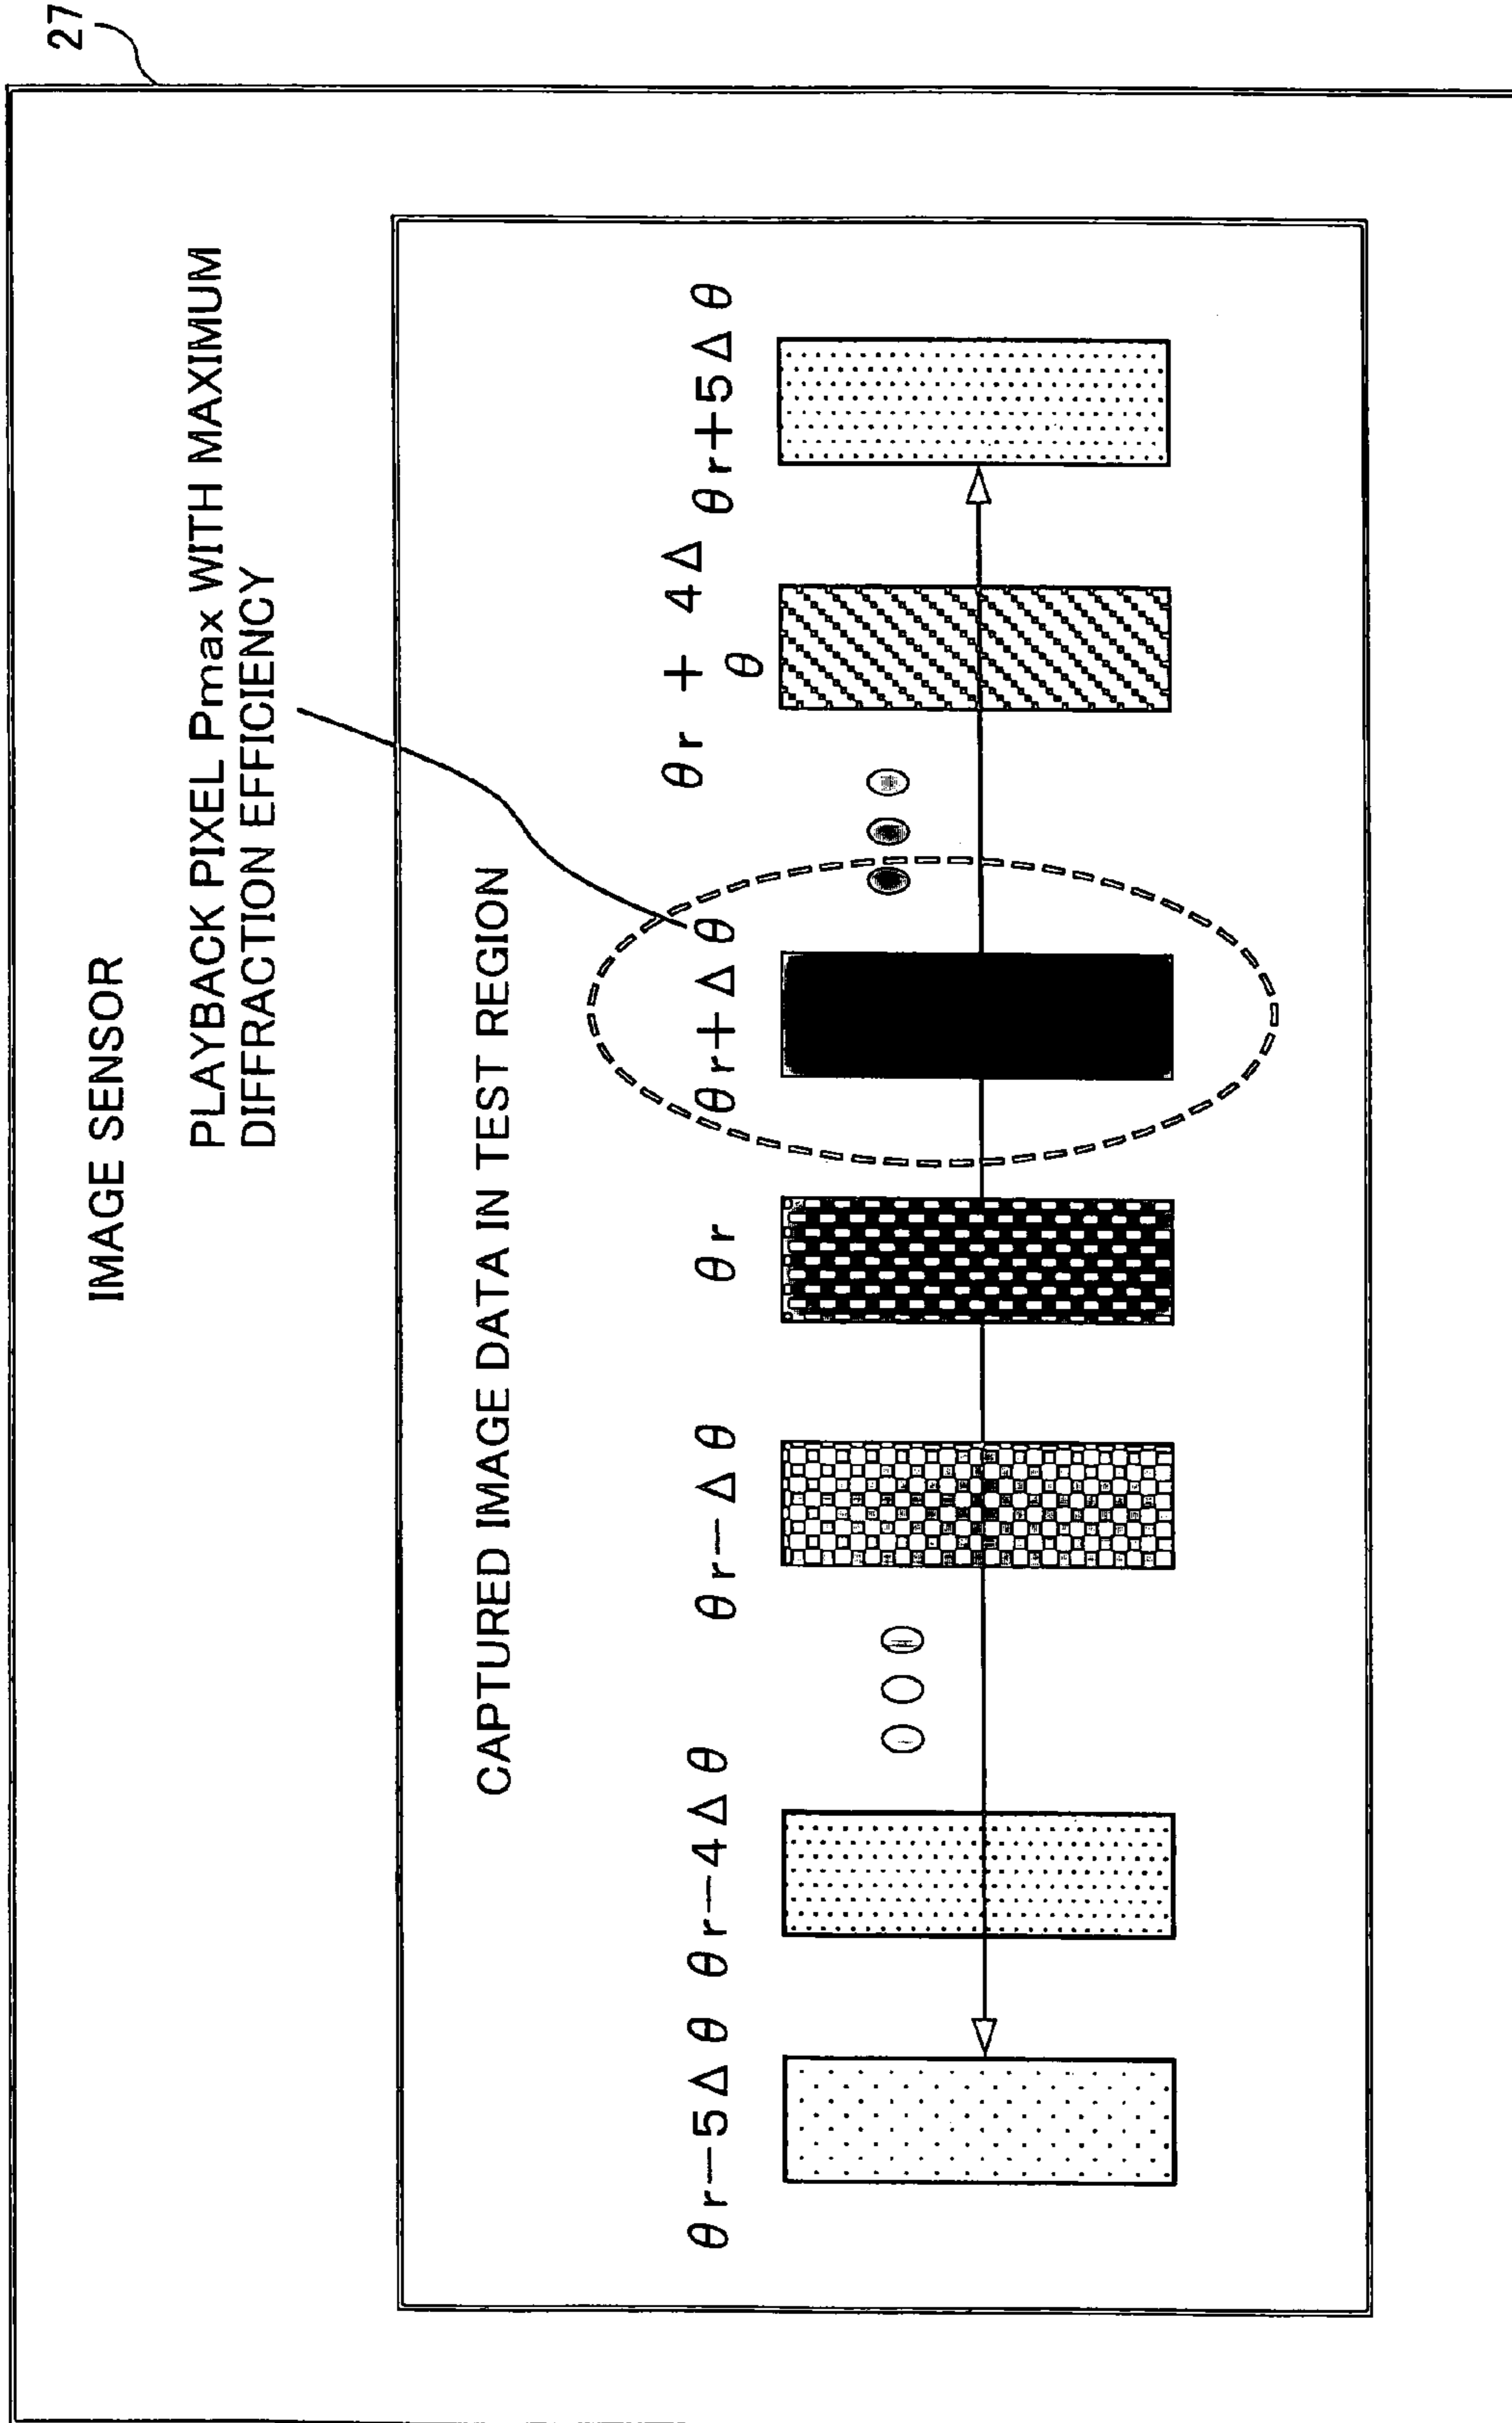 27
IMAGE SENSOR
PLAYBACK PIXEL Pmax WITH MAXIMUM
DIFFRACTION EFFICIENCY
CAPTURED IMAGE DATA IN TEST REGION
θr−5Δθ
θr−4Δθ
θr−Δθ
θr
θr+Δθ
θr + 4Δ
θ
θr+5Δθ